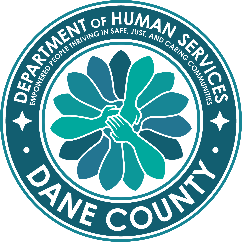 DEPARTMENT OF HUMAN SERVICES
EMPOWERED PEOPLE THRIVING IN SAFE, JUST, AND CARING COMMUNITIES
DANE COUNTY